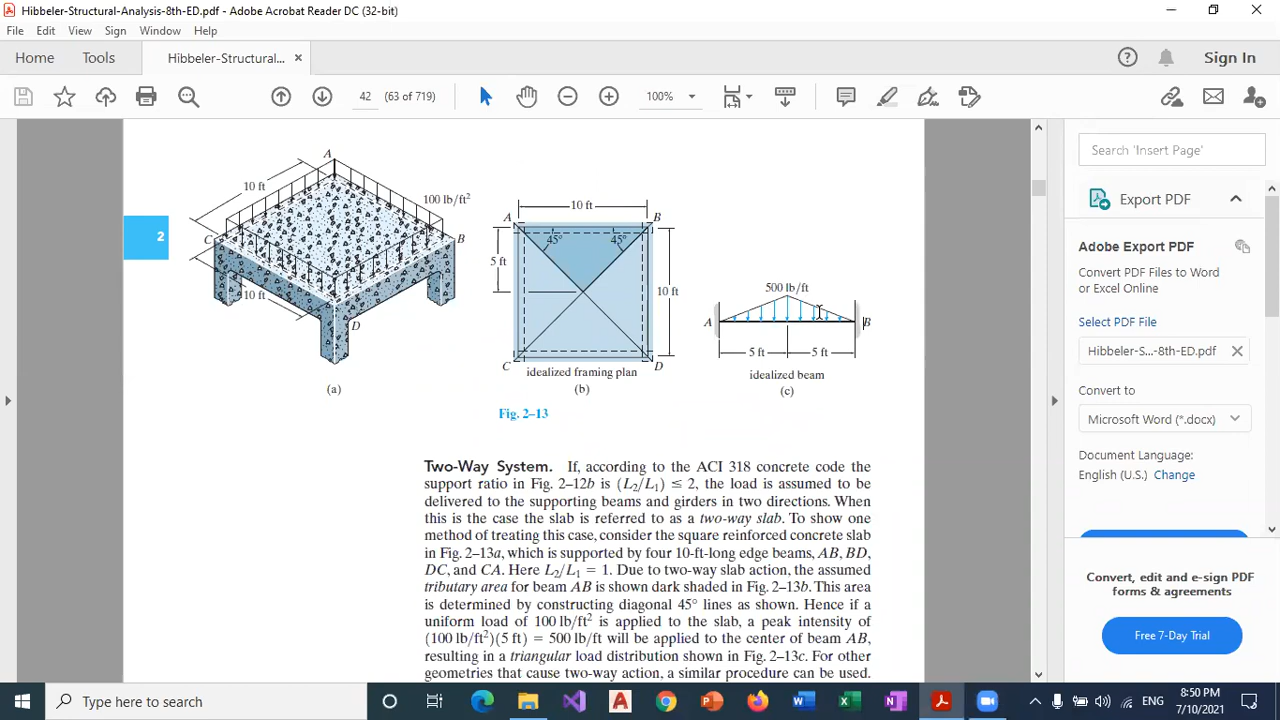 Hibbeler-Structural-Analysis-8th-ED.pdf - Adobe Acrobat Reader DC (32-bit)
File Edit View Sign Window Help
Home Tools Hibbeler-Structural... ×
Sign In
42 (63 of 719)
100%
2
A
10 ft
100 lb/ft²
C
B
10 ft
D
(a)
10 ft
A B
45° 45°
5 ft
10 ft
C D
idealized framing plan
(b)
500 lb/ft
A B
5 ft 5 ft
idealized beam
(c)
Fig. 2–13
Two-Way System. If, according to the ACI 318 concrete code the
support ratio in Fig. 2–12b is (L₂/L₁) ≤ 2, the load is assumed to be
delivered to the supporting beams and girders in two directions. When
this is the case the slab is referred to as a two-way slab. To show one
method of treating this case, consider the square reinforced concrete slab
in Fig. 2–13a, which is supported by four 10-ft-long edge beams, AB, BD,
DC, and CA. Here L₂/L₁ = 1. Due to two-way slab action, the assumed
tributary area for beam AB is shown dark shaded in Fig. 2–13b. This area
is determined by constructing diagonal 45° lines as shown. Hence if a
uniform load of 100 lb/ft² is applied to the slab, a peak intensity of
(100 lb/ft²)(5 ft) = 500 lb/ft will be applied to the center of beam AB,
resulting in a triangular load distribution shown in Fig. 2–13c. For other
geometries that cause two-way action, a similar procedure can be used.
Search 'Insert Page'
Export PDF
Adobe Export PDF
Convert PDF Files to Word
or Excel Online
Select PDF File
Hibbeler-S...-8th-ED.pdf
Convert to
Microsoft Word (*.docx)
Document Language:
English (U.S.) Change
Convert, edit and e-sign PDF
forms & agreements
Free 7-Day Trial
Type here to search
ENG
8:50 PM
7/10/2021